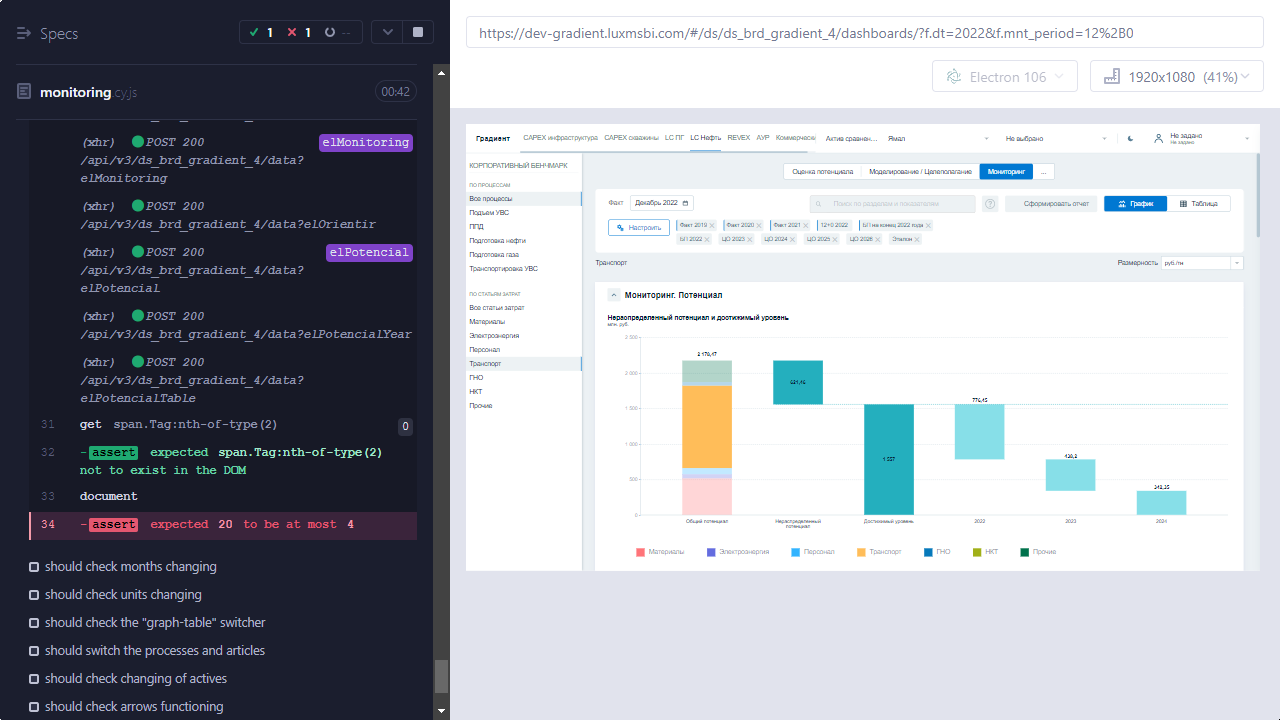 Specs
1
1
--
monitoring.cy.js
00:42
(xhr) POST 200 elMonitoring
/api/v3/ds_brd_gradient_4/data?
elMonitoring
(xhr) POST 200
/api/v3/ds_brd_gradient_4/data?elOrientir
(xhr) POST 200 elPotencial
/api/v3/ds_brd_gradient_4/data?
elPotencial
(xhr) POST 200
/api/v3/ds_brd_gradient_4/data?elPotencialYear
(xhr) POST 200
/api/v3/ds_brd_gradient_4/data?
elPotencialTable
31 get span.Tag:nth-of-type(2) 0
32 -assert expected span.Tag:nth-of-type(2)
not to exist in the DOM
33 document
34 -assert expected 20 to be at most 4
should check months changing
should check units changing
should check the "graph-table" switcher
should switch the processes and articles
should check changing of actives
should check arrows functioning
https://dev-gradient.luxmsbi.com/#/ds/ds_brd_gradient_4/dashboards/?f.dt=2022&f.mnt_period=12%2B0
Electron 106
1920x1080 (41%)
Градиент
CAPEX инфраструктура CAPEX скважины LC ПГ LC Нефть REVEX АУР Коммерческ
Актив сравнен...
Ямал
Не выбрано
Не задано
Не задано
КОРПОРАТИВНЫЙ БЕНЧМАРК
ПО ПРОЦЕССАМ
Все процессы
Подъем УВС
ППД
Подготовка нефти
Подготовка газа
Транспортировка УВС
ПО СТАТЬЯМ ЗАТРАТ
Все статьи затрат
Материалы
Электроэнергия
Персонал
Транспорт
ГНО
НКТ
Прочие
Оценка потенциала Моделирование / Целеполагание Мониторинг ...
Факт Декабрь 2022
Поиск по разделам и показателям
Сформировать отчет
График Таблица
Настроить
Факт 2019 Факт 2020 Факт 2021 12+0 2022 БП на конец 2022 года
БП 2022 ЦО 2023 ЦО 2024 ЦО 2025 ЦО 2026 Эталон
Транспорт
Размерность руб./тн
Мониторинг. Потенциал
Нераспределенный потенциал и достижимый уровень
млн. руб.
2 500
2 000
1 500
1 000
500
0
2 178,47
621,46
1 557
776,45
438,2
342,35
Общий потенциал
Нераспределенный
потенциал
Достижимый уровень
2022
2023
2024
Материалы Электроэнергия Персонал Транспорт ГНО НКТ Прочие